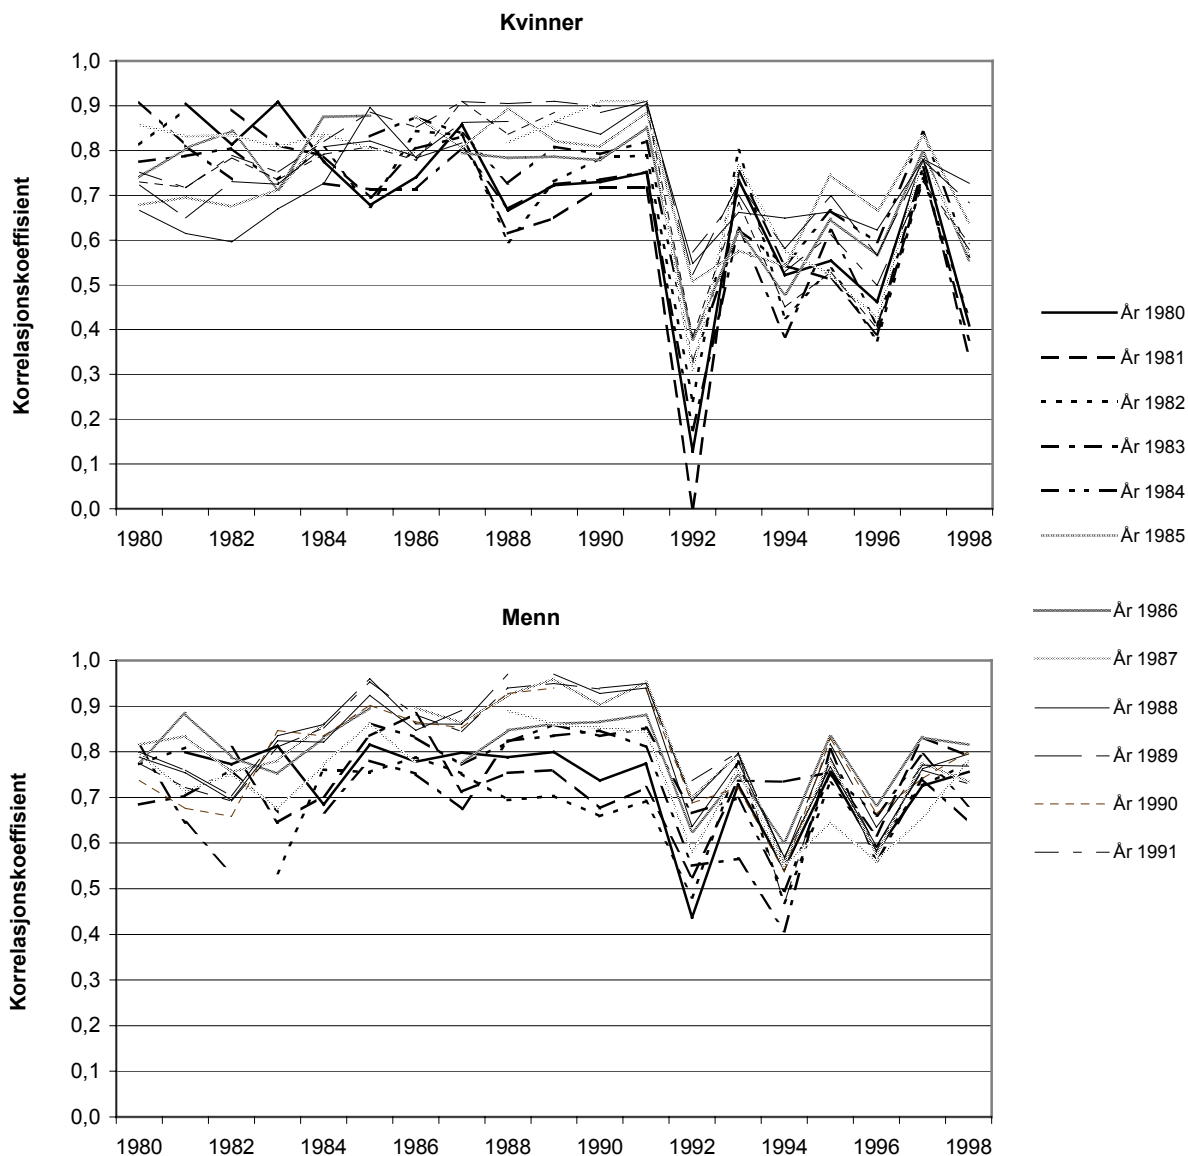 Kvinner
1,0
0,9
0,8
0,7
0,6
0,5
0,4
0,3
0,2
0,1
0,0
Korrelasjonskoeffisient
1980 1982 1984 1986 1988 1990 1992 1994 1996 1998
År 1980
År 1981
År 1982
År 1983
År 1984
År 1985
År 1986
År 1987
År 1988
År 1989
År 1990
År 1991
Menn
1,0
0,9
0,8
0,7
0,6
0,5
0,4
0,3
0,2
0,1
0,0
Korrelasjonskoeffisient
1980 1982 1984 1986 1988 1990 1992 1994 1996 1998